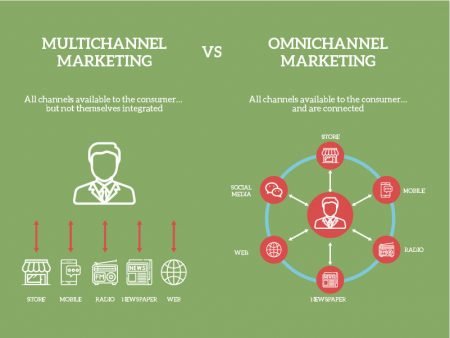 MULTICHANNEL
MARKETING
VS
OMNICHANNEL
MARKETING
All channels available to the consumer...
but not themselves integrated
All channels available to the consumer...
and are connected
STORE
MOBILE
RADIO
NEWSPAPER
WEB
FM
NEWS
STORE
SOCIAL
MEDIA
MOBILE
WEB
RADIO
NEWSPAPER